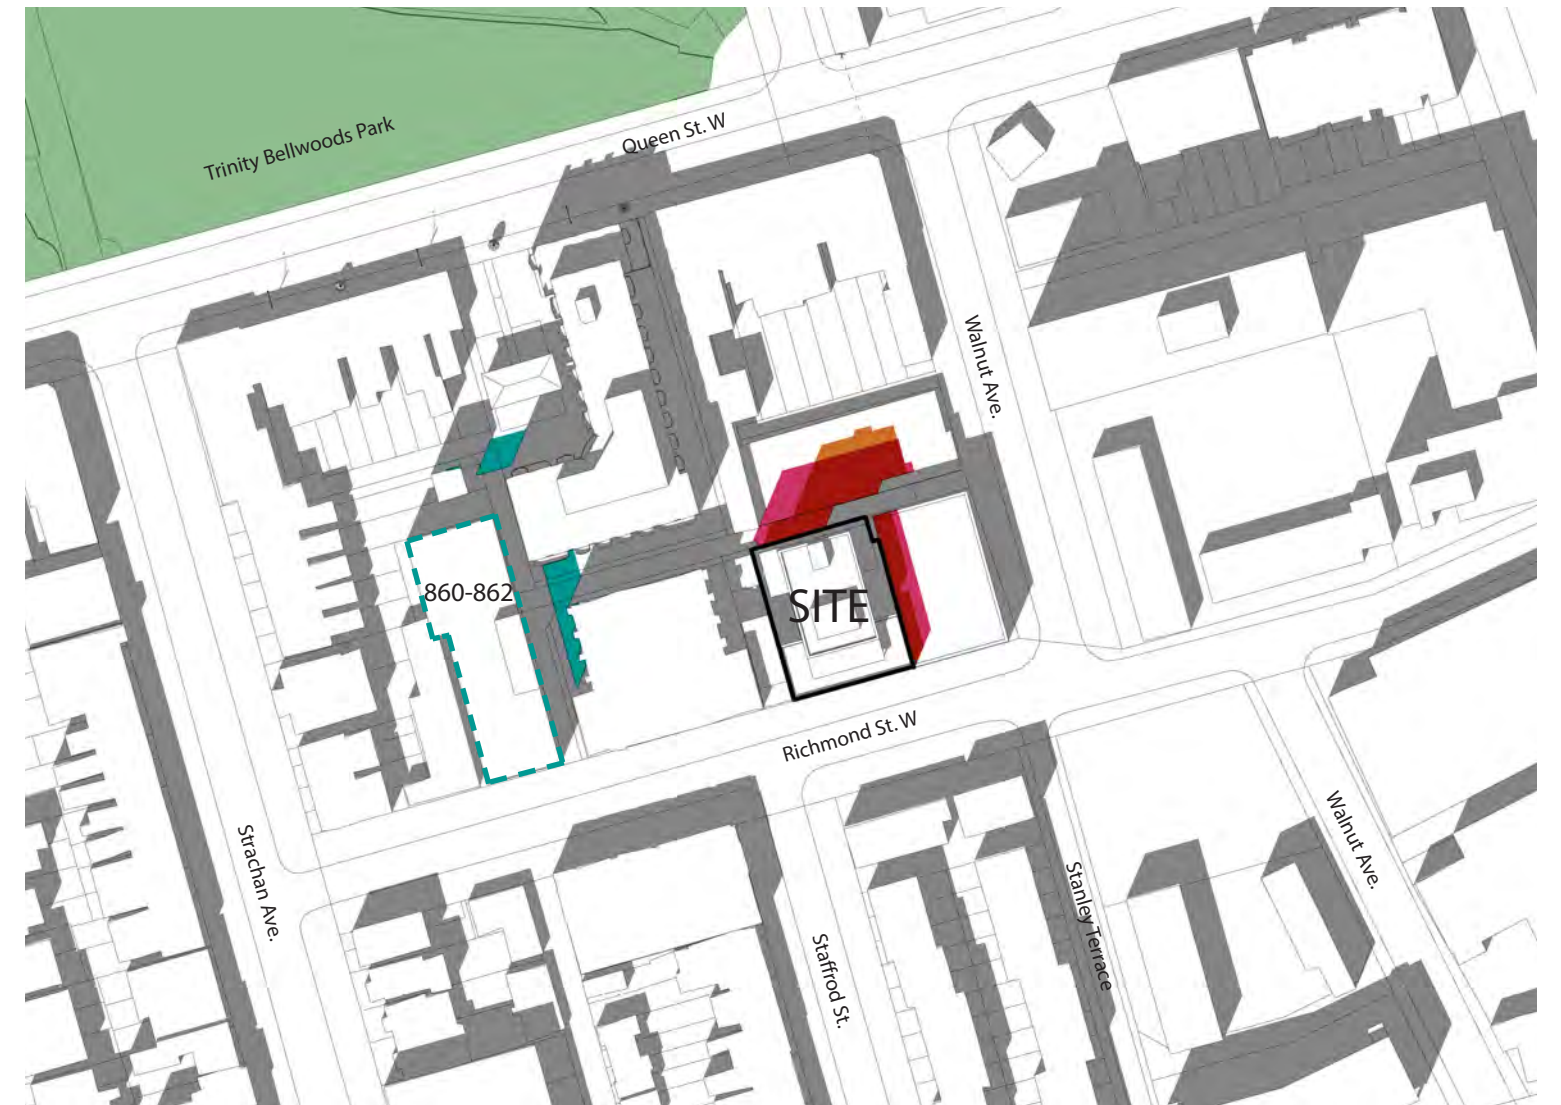 Trinity Bellwoods Park
Queen St. W
Walnut Ave.
860-862
SITE
Richmond St. W
Strachan Ave.
Staffrod St.
Stanley Terrace
Walnut Ave.